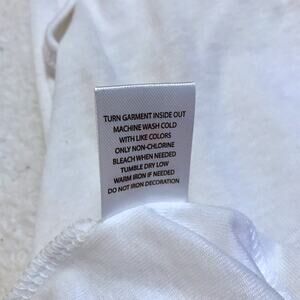 TURN GARMENT INSIDE OUT
MACHINE WASH COLD
WITH LIKE COLORS
ONLY NON-CHLORINE
BLEACH WHEN NEEDED
TUMBLE DRY LOW
WARM IRON IF NEEDED
DO NOT IRON DECORATION